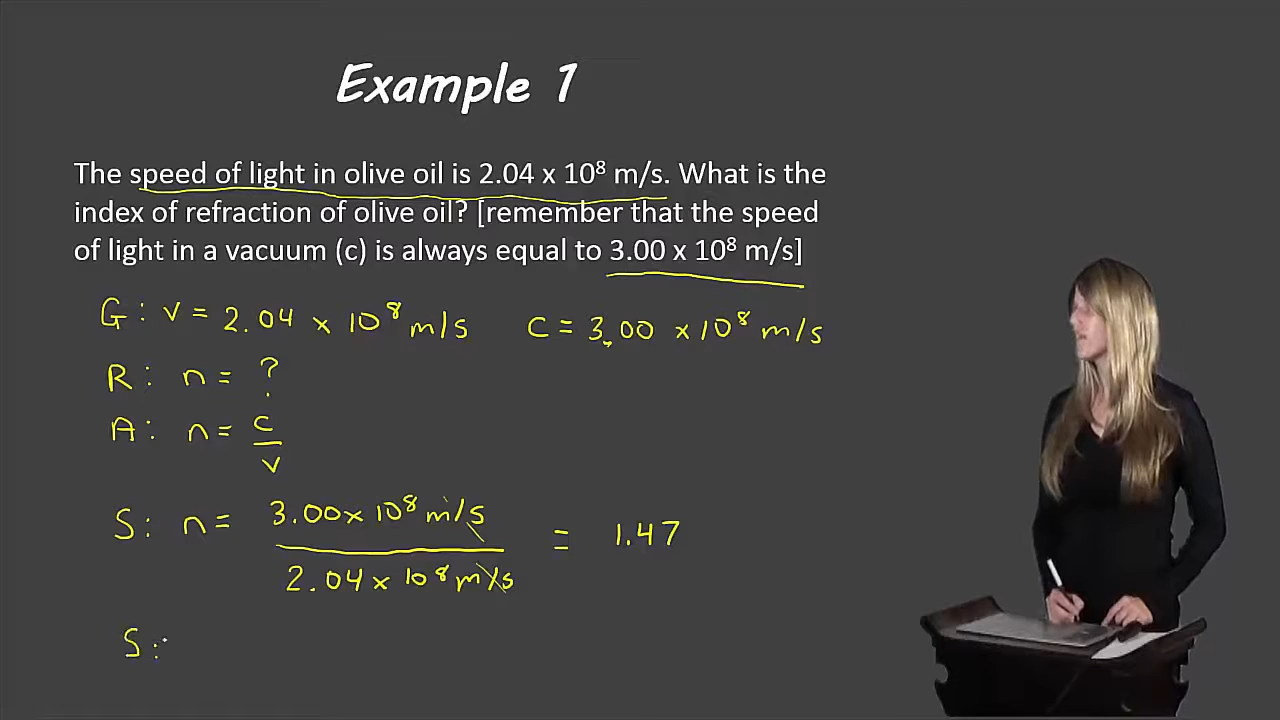 Example 1
The speed of light in olive oil is 2.04 x 10⁸ m/s. What is the
index of refraction of olive oil? [remember that the speed
of light in a vacuum (c) is always equal to 3.00 x 10⁸ m/s]
G: v = 2.04 x 10⁸ m/s c = 3.00 x 10⁸ m/s
R: n = ?
A: n = c/v
S: n = 3.00 x 10⁸ m/s / 2.04 x 10⁸ m/s = 1.47
S: